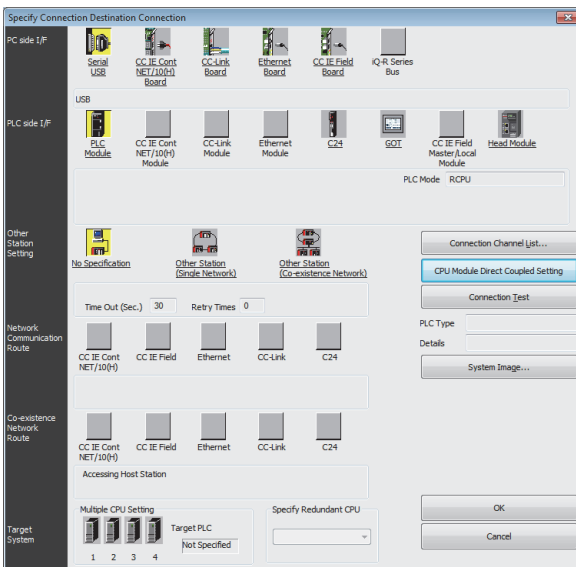 Specify Connection Destination Connection
PC side I/F
Serial
USB
CC IE Cont
NET/10(H)
Board
CC-Link
Board
Ethernet
Board
CC IE Field
Board
iQ-R Series
Bus
USB
PLC side I/F
PLC
Module
CC IE Cont
NET/10(H)
Module
CC-Link
Module
Ethernet
Module
C24
GOT
CC IE Field
Master/Local
Module
Head Module
PLC Mode RCPU
Other
Station
Setting
No Specification
Other Station
(Single Network)
Other Station
(Co-existence Network)
Time Out (Sec.) 30 Retry Times 0
Connection Channel List...
CPU Module Direct Coupled Setting
Connection Test
PLC Type
Details
System Image...
Network
Communication
Route
CC IE Cont
NET/10(H)
CC IE Field
Ethernet
CC-Link
C24
Co-existence
Network
Route
CC IE Cont
NET/10(H)
CC IE Field
Ethernet
CC-Link
C24
Accessing Host Station
Target
System
Multiple CPU Setting
1 2 3 4
Target PLC
Not Specified
Specify Redundant CPU
OK
Cancel